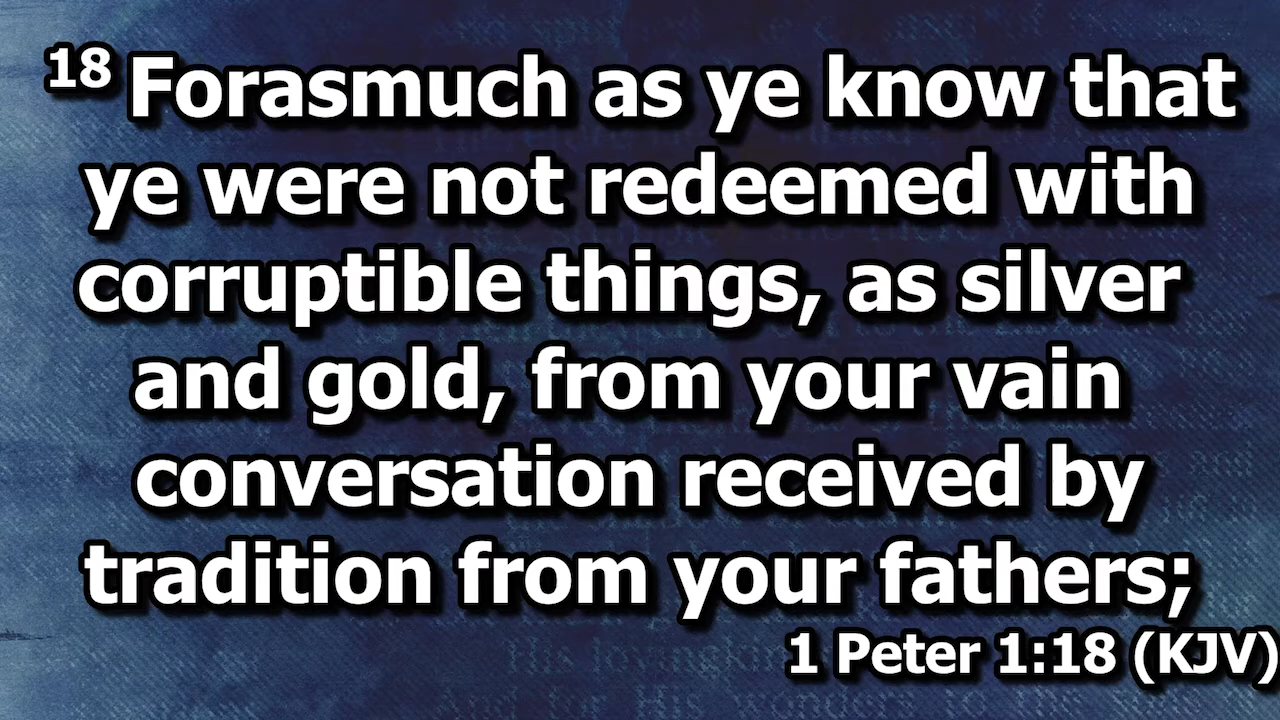 18 Forasmuch as ye know that
ye were not redeemed with
corruptible things, as silver
and gold, from your vain
conversation received by
tradition from your fathers;
1 Peter 1:18 (KJV)